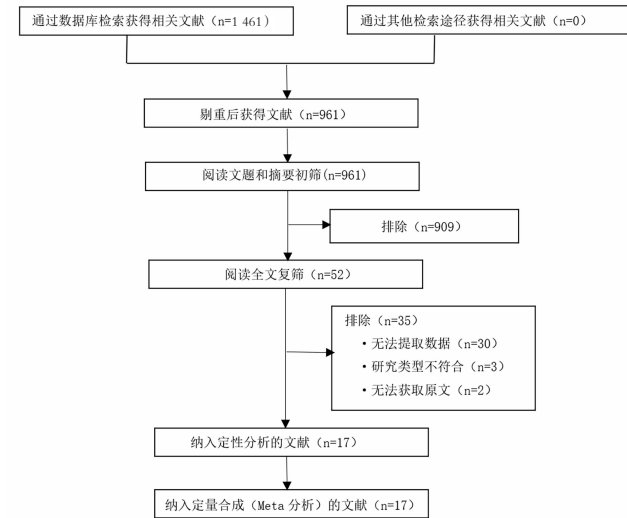 通过数据库检索获得相关文献（n=1 461）
通过其他检索途径获得相关文献（n=0）
剔重后获得文献（n=961）
阅读文题和摘要初筛(n=961)
排除（n=909）
阅读全文复筛（n=52）
排除（n=35）
·无法提取数据（n=30）
·研究类型不符合（n=3）
·无法获取原文（n=2）
纳入定性分析的文献（n=17）
纳入定量合成（Meta 分析）的文献（n=17）